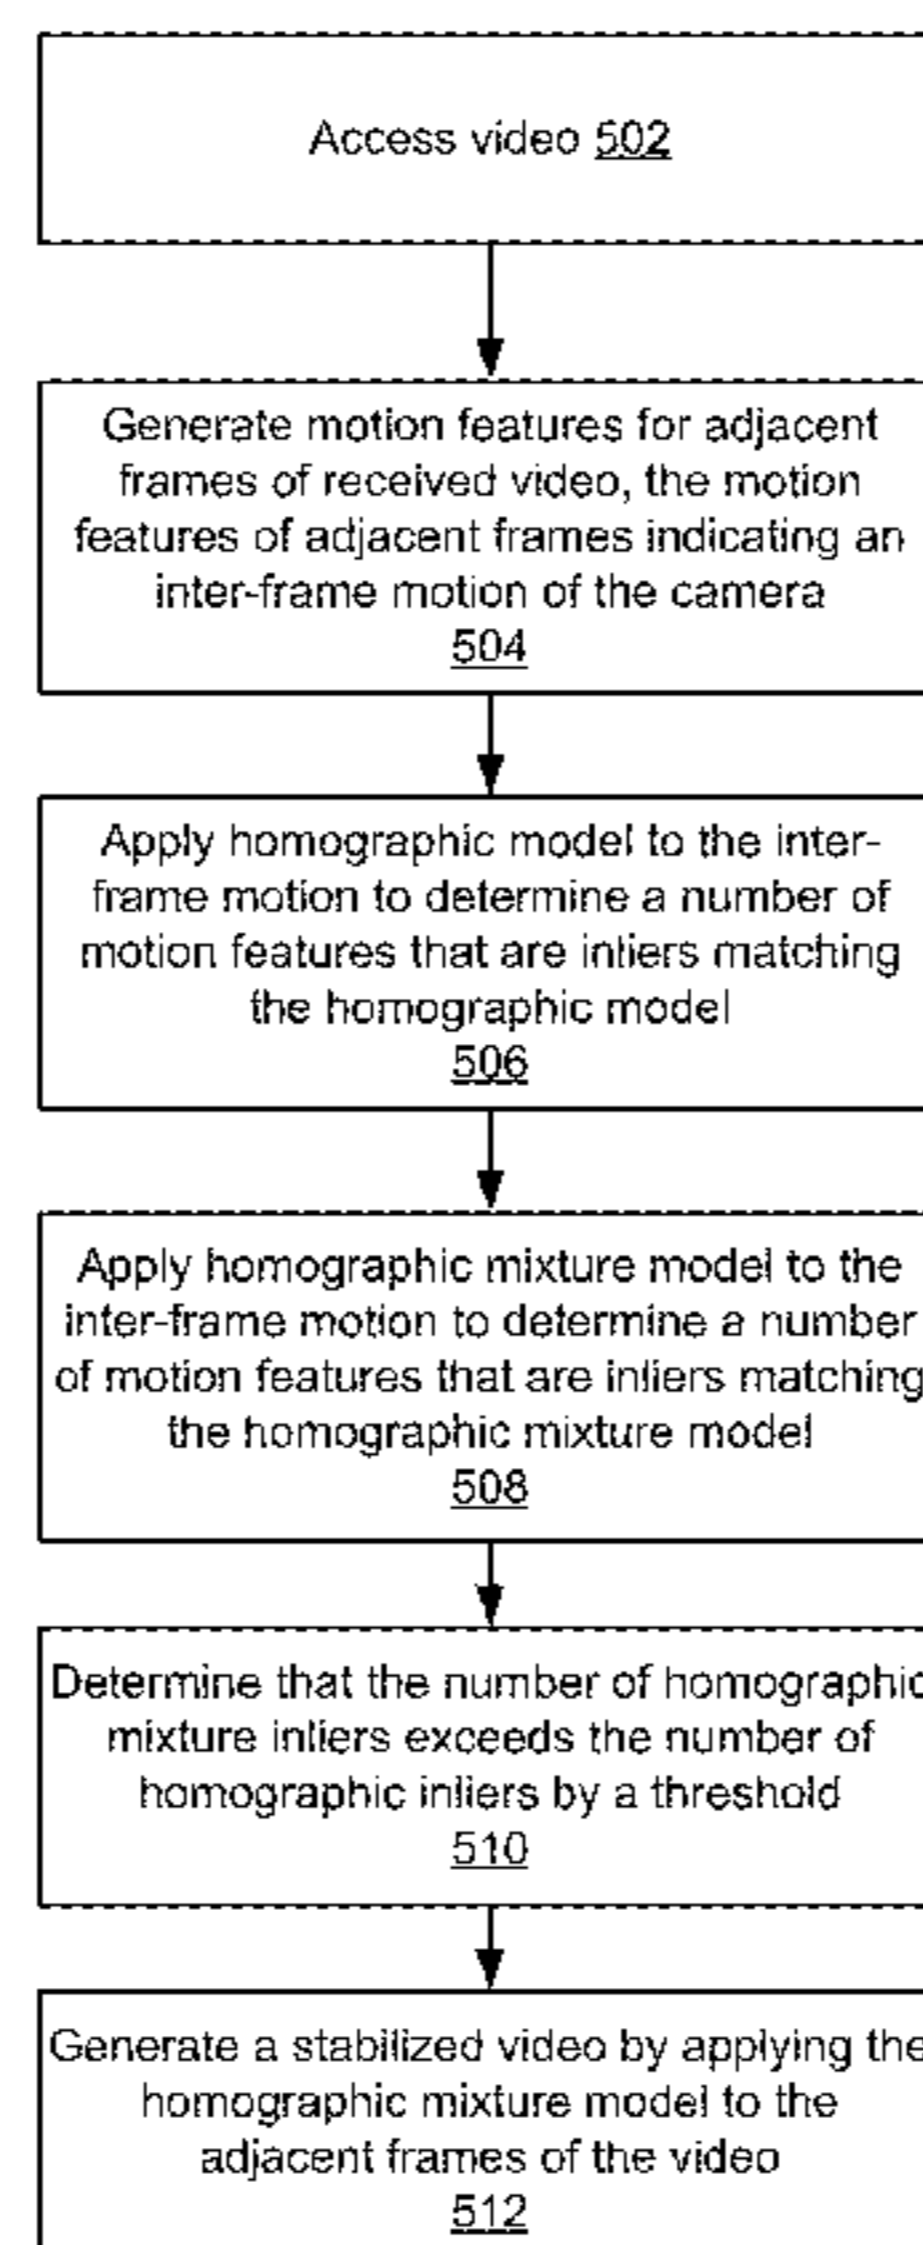 Access video 502
Generate motion features for adjacent
frames of received video, the motion
features of adjacent frames indicating an
inter-frame motion of the camera
504
Apply homographic model to the inter-
frame motion to determine a number of
motion features that are inliers matching
the homographic model
506
Apply homographic mixture model to the
inter-frame motion to determine a number
of motion features that are inliers matching
the homographic mixture model
508
Determine that the number of homographic
mixture inliers exceeds the number of
homographic inliers by a threshold
510
Generate a stabilized video by applying the
homographic mixture model to the
adjacent frames of the video
512